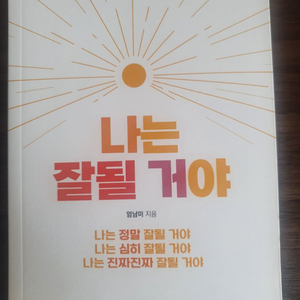 나는
잘될 거야
엄남미 지음
나는 정말 잘될 거야
나는 심히 잘될 거야
나는 진짜진짜 잘될 거야